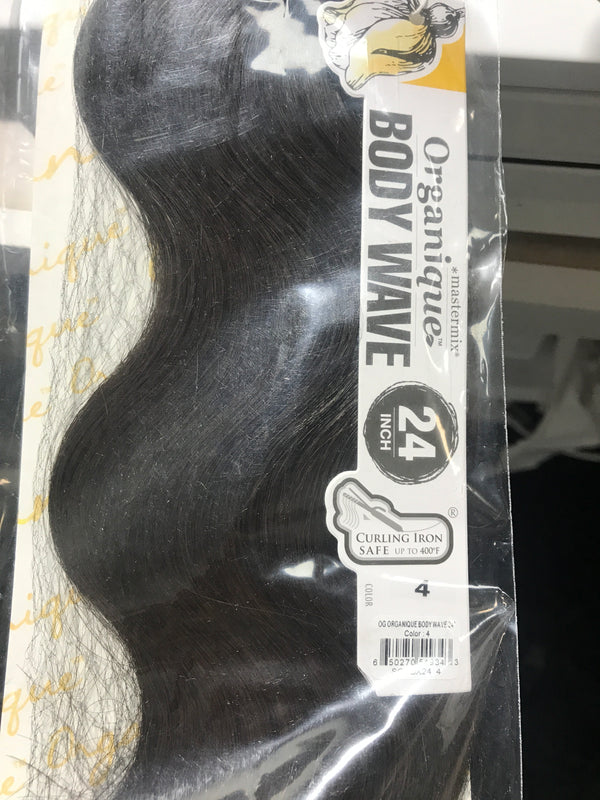 Organique™
*mastermix*
BODY WAVE
24
INCH
CURLING IRON
SAFE UP TO 400°F
®
COLOR
4
OG ORGANIQUE BODY WAVE 24"
Color : 4